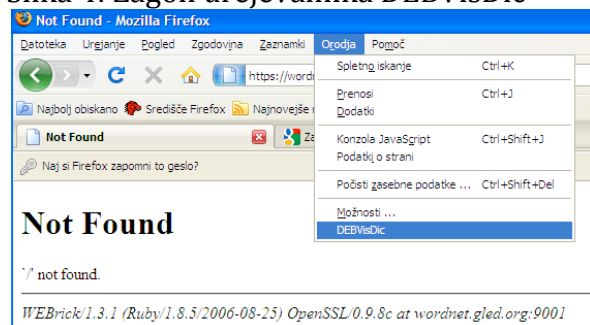 Slika 4: Zagon urejevalnika DEBVisDic
Not Found - Mozilla Firefox
Datoteka Urejanje Pogled Zgodovina Zaznamki Orodja Pomoč
https://word
Najbolj obiskano Središče Firefox Najnovejše
Not Found
Za
Naj si Firefox zapomni to geslo?
Spletno iskanje Ctrl+K
Prenosi Ctrl+J
Dodatki
Konzola JavaScript Ctrl+Shift+J
Podatki o strani
Počisti zasebne podatke ... Ctrl+Shift+Del
Možnosti ...
DEBVisDic
Not Found
`/' not found.
WEBrick/1.3.1 (Ruby/1.8.5/2006-08-25) OpenSSL/0.9.8c at wordnet.gled.org:9001